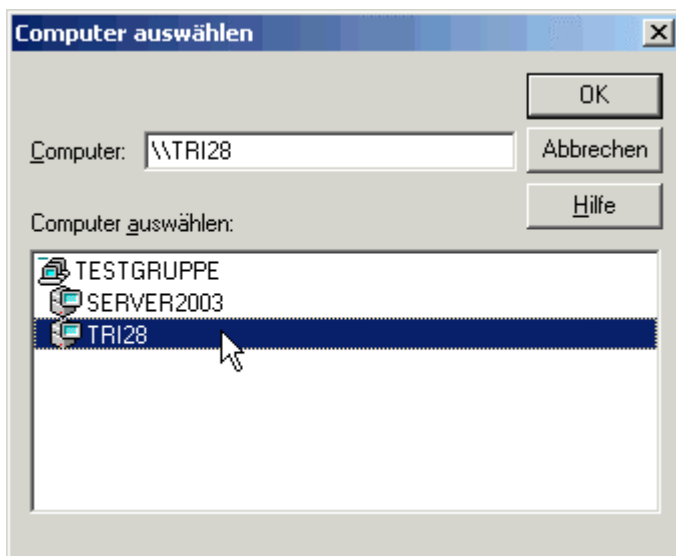 Computer auswählen
OK
Computer: \\TRI28
Abbrechen
Hilfe
Computer auswählen:
TESTGRUPPE
SERVER2003
TRI28